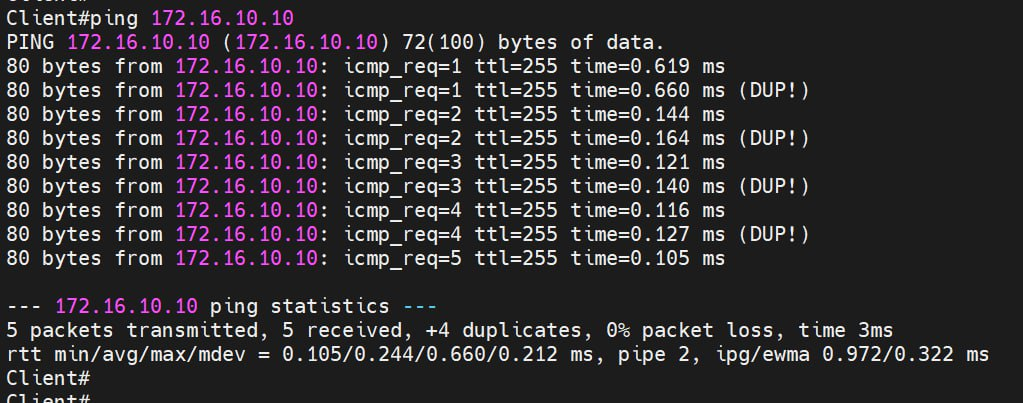 Client#ping 172.16.10.10
PING 172.16.10.10 (172.16.10.10) 72(100) bytes of data.
80 bytes from 172.16.10.10: icmp_req=1 ttl=255 time=0.619 ms
80 bytes from 172.16.10.10: icmp_req=1 ttl=255 time=0.660 ms (DUP!)
80 bytes from 172.16.10.10: icmp_req=2 ttl=255 time=0.144 ms
80 bytes from 172.16.10.10: icmp_req=2 ttl=255 time=0.164 ms (DUP!)
80 bytes from 172.16.10.10: icmp_req=3 ttl=255 time=0.121 ms
80 bytes from 172.16.10.10: icmp_req=3 ttl=255 time=0.140 ms (DUP!)
80 bytes from 172.16.10.10: icmp_req=4 ttl=255 time=0.116 ms
80 bytes from 172.16.10.10: icmp_req=4 ttl=255 time=0.127 ms (DUP!)
80 bytes from 172.16.10.10: icmp_req=5 ttl=255 time=0.105 ms

--- 172.16.10.10 ping statistics ---
5 packets transmitted, 5 received, +4 duplicates, 0% packet loss, time 3ms
rtt min/avg/max/mdev = 0.105/0.244/0.660/0.212 ms, pipe 2, ipg/ewma 0.972/0.322 ms
Client#
Client#